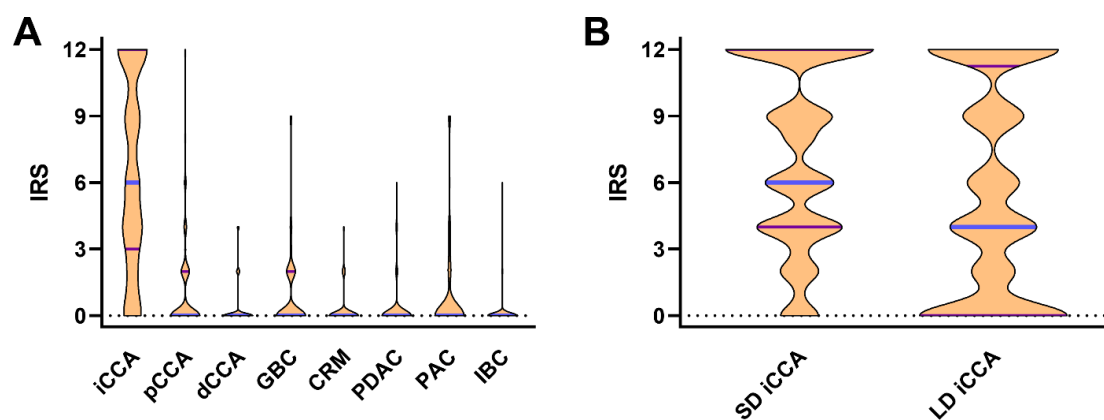 A
B
IRS
12
9
6
3
0
iCCA
pCCA
dCCA
GBC
CRM
PDAC
PAC
IBC
IRS
12
9
6
3
0
SD iCCA
LD iCCA